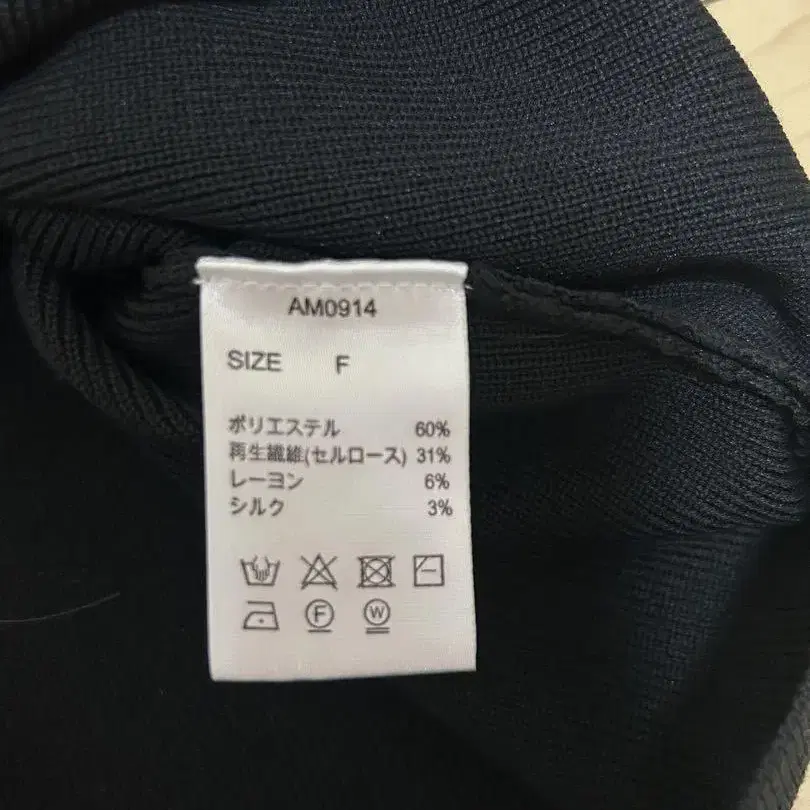 AM0914
SIZE F
ポリエステル 60%
再生繊維(セルロース) 31%
レーヨン 6%
シルク 3%
F W